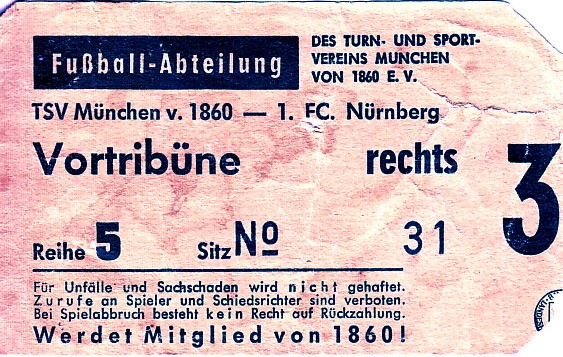 Fußball-Abteilung
DES TURN- UND SPORT-
VEREINS MUNCHEN
VON 1860 E. V.
TSV München v. 1860 — 1. FC. Nürnberg
Vortribüne rechts 3
Reihe 5 Sitz No 31
Für Unfälle und Sachschaden wird nicht gehaftet.
Zurufe an Spieler und Schiedsrichter sind verboten.
Bei Spielabbruch besteht kein Recht auf Rückzahlung.
Werdet Mitglied von 1860!